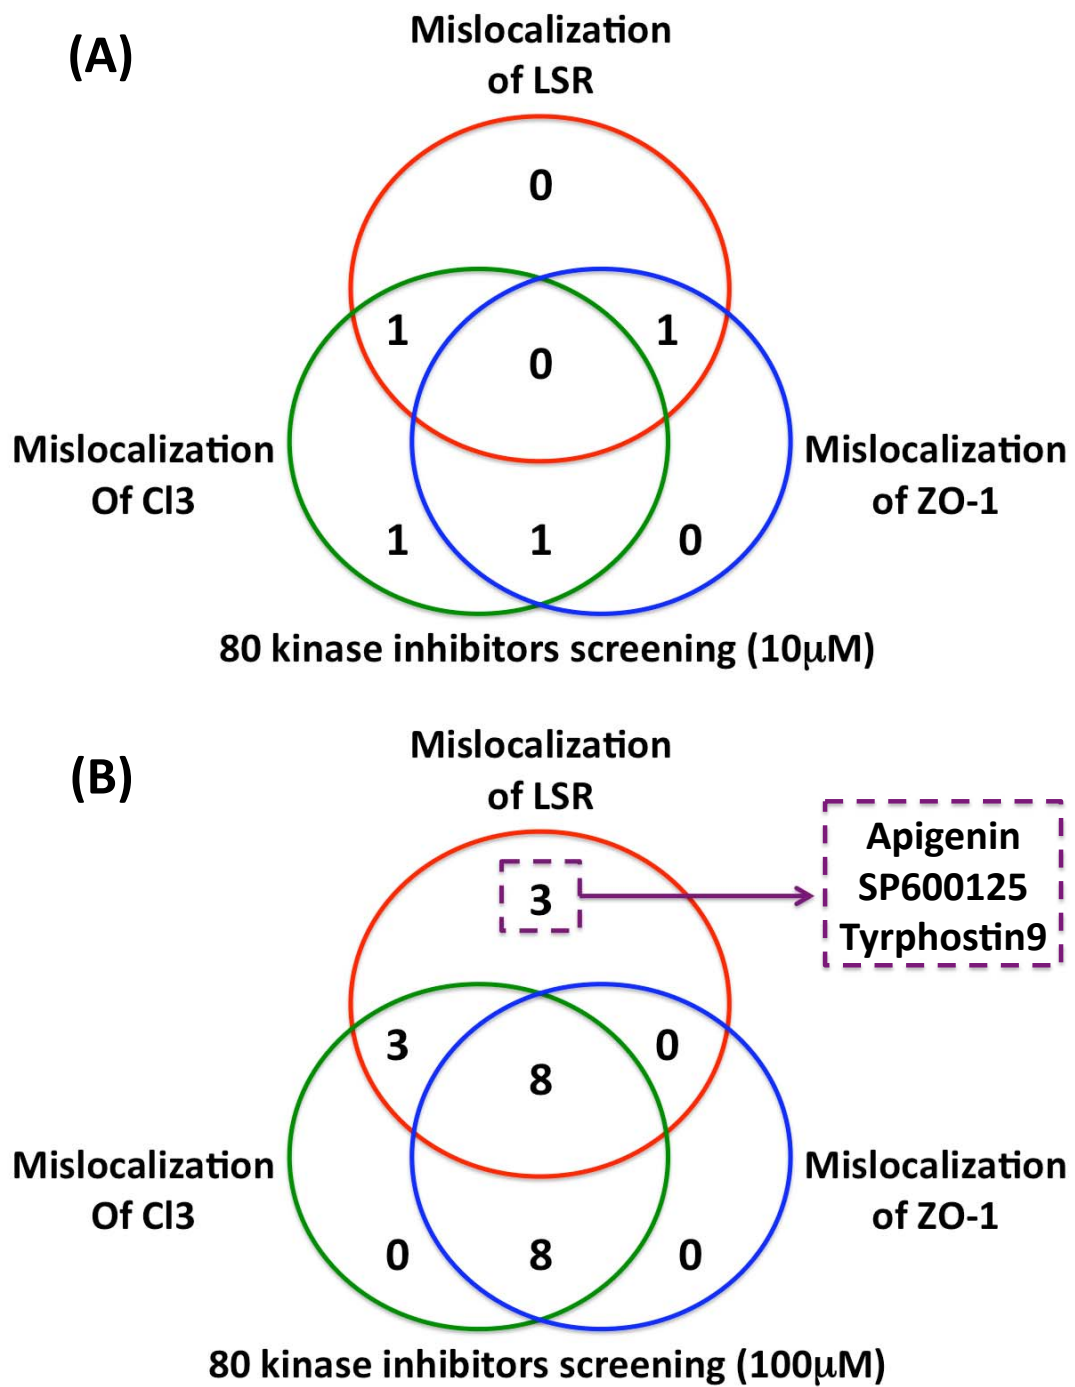 (A)
Mislocalization
of LSR
0
1
1
0
Mislocalization
Of Cl3
Mislocalization
of ZO-1
1
1
0
80 kinase inhibitors screening (10μM)
(B)
Mislocalization
of LSR
3
Apigenin
SP600125
Tyrphostin9
3
0
8
Mislocalization
Of Cl3
Mislocalization
of ZO-1
0
8
0
80 kinase inhibitors screening (100μM)